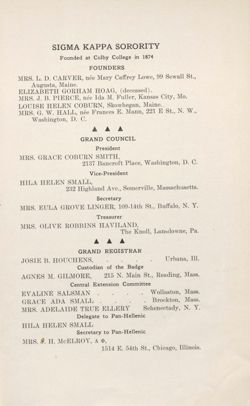 SIGMA KAPPA SORORITY
Founded at Colby College in 1874
FOUNDERS
MRS. L. D. CARVER, née Mary Caffrey Lowe, 99 Sewall St.,
Augusta, Maine.
ELIZABETH GORHAM HOAG, (deceased).
MRS. J. B. PIERCE, née Ida M. Fuller, Kansas City, Mo.
LOUISE HELEN COBURN, Skowhegan, Maine.
MRS. G. W. HALL, née Frances E. Mann, 221 E St., N. W.,
Washington, D. C.
▲ ▲ ▲
GRAND COUNCIL
President
MRS. GRACE COBURN SMITH,
2137 Bancroft Place, Washington, D. C.
Vice-President
HILA HELEN SMALL,
232 Highland Ave., Somerville, Massachusetts.
Secretary
MRS. EULA GROVE LINGER, 109-14th St., Buffalo, N. Y.
Treasurer
MRS. OLIVE ROBBINS HAVILAND,
The Knoll, Lansdowne, Pa.
▲ ▲ ▲
GRAND REGISTRAR
JOSIE B. HOUCHENS, . . . . . Urbana, Ill.
Custodian of the Badge
AGNES M. GILMORE, 215 N. Main St., Reading, Mass.
Central Extension Committee
EVALINE SALSMAN . . . . Wollaston, Mass.
GRACE ADA SMALL . . . . Brockton, Mass.
MRS. ADELAIDE TRUE ELLERY Schenectady, N. Y.
Delegate to Pan-Hellenic
HILA HELEN SMALL
Secretary to Pan-Hellenic
MRS. H. McELROY, Λ Φ,
1514 E. 54th St., Chicago, Illinois.